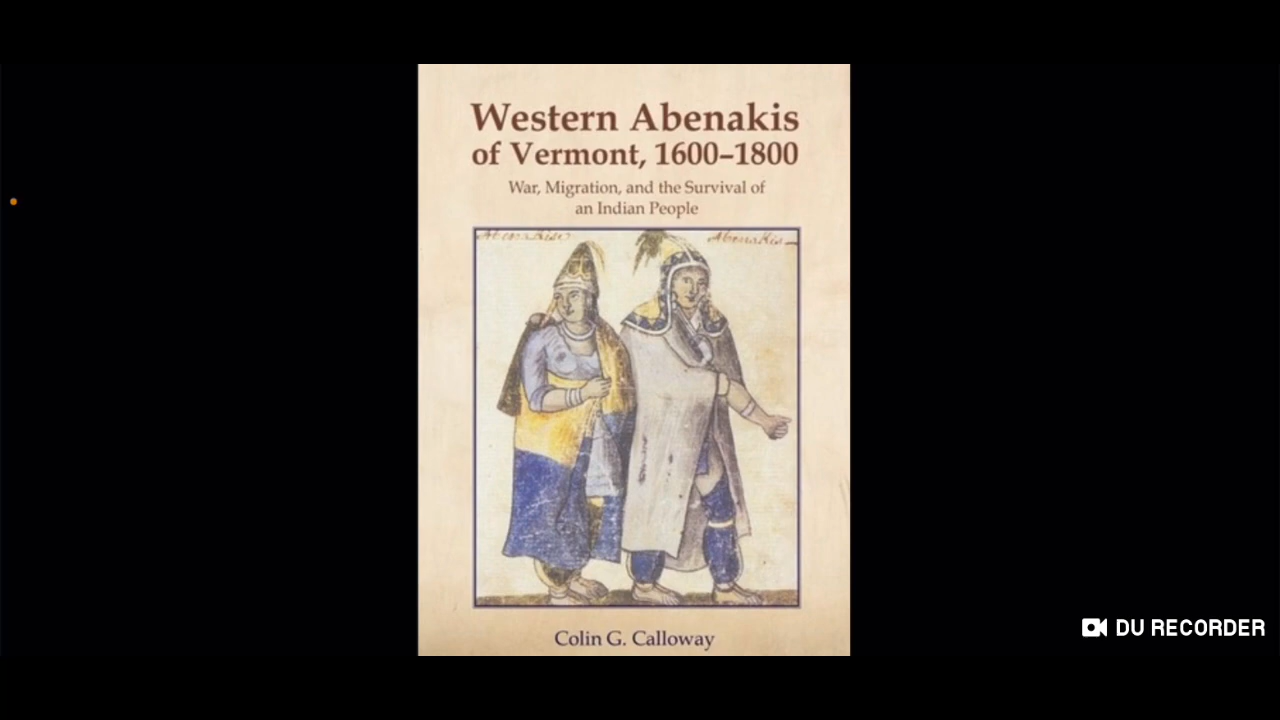 Western Abenakis
of Vermont, 1600–1800
War, Migration, and the Survival of
an Indian People
Abenakise Abenakis
Colin G. Calloway
DU RECORDER